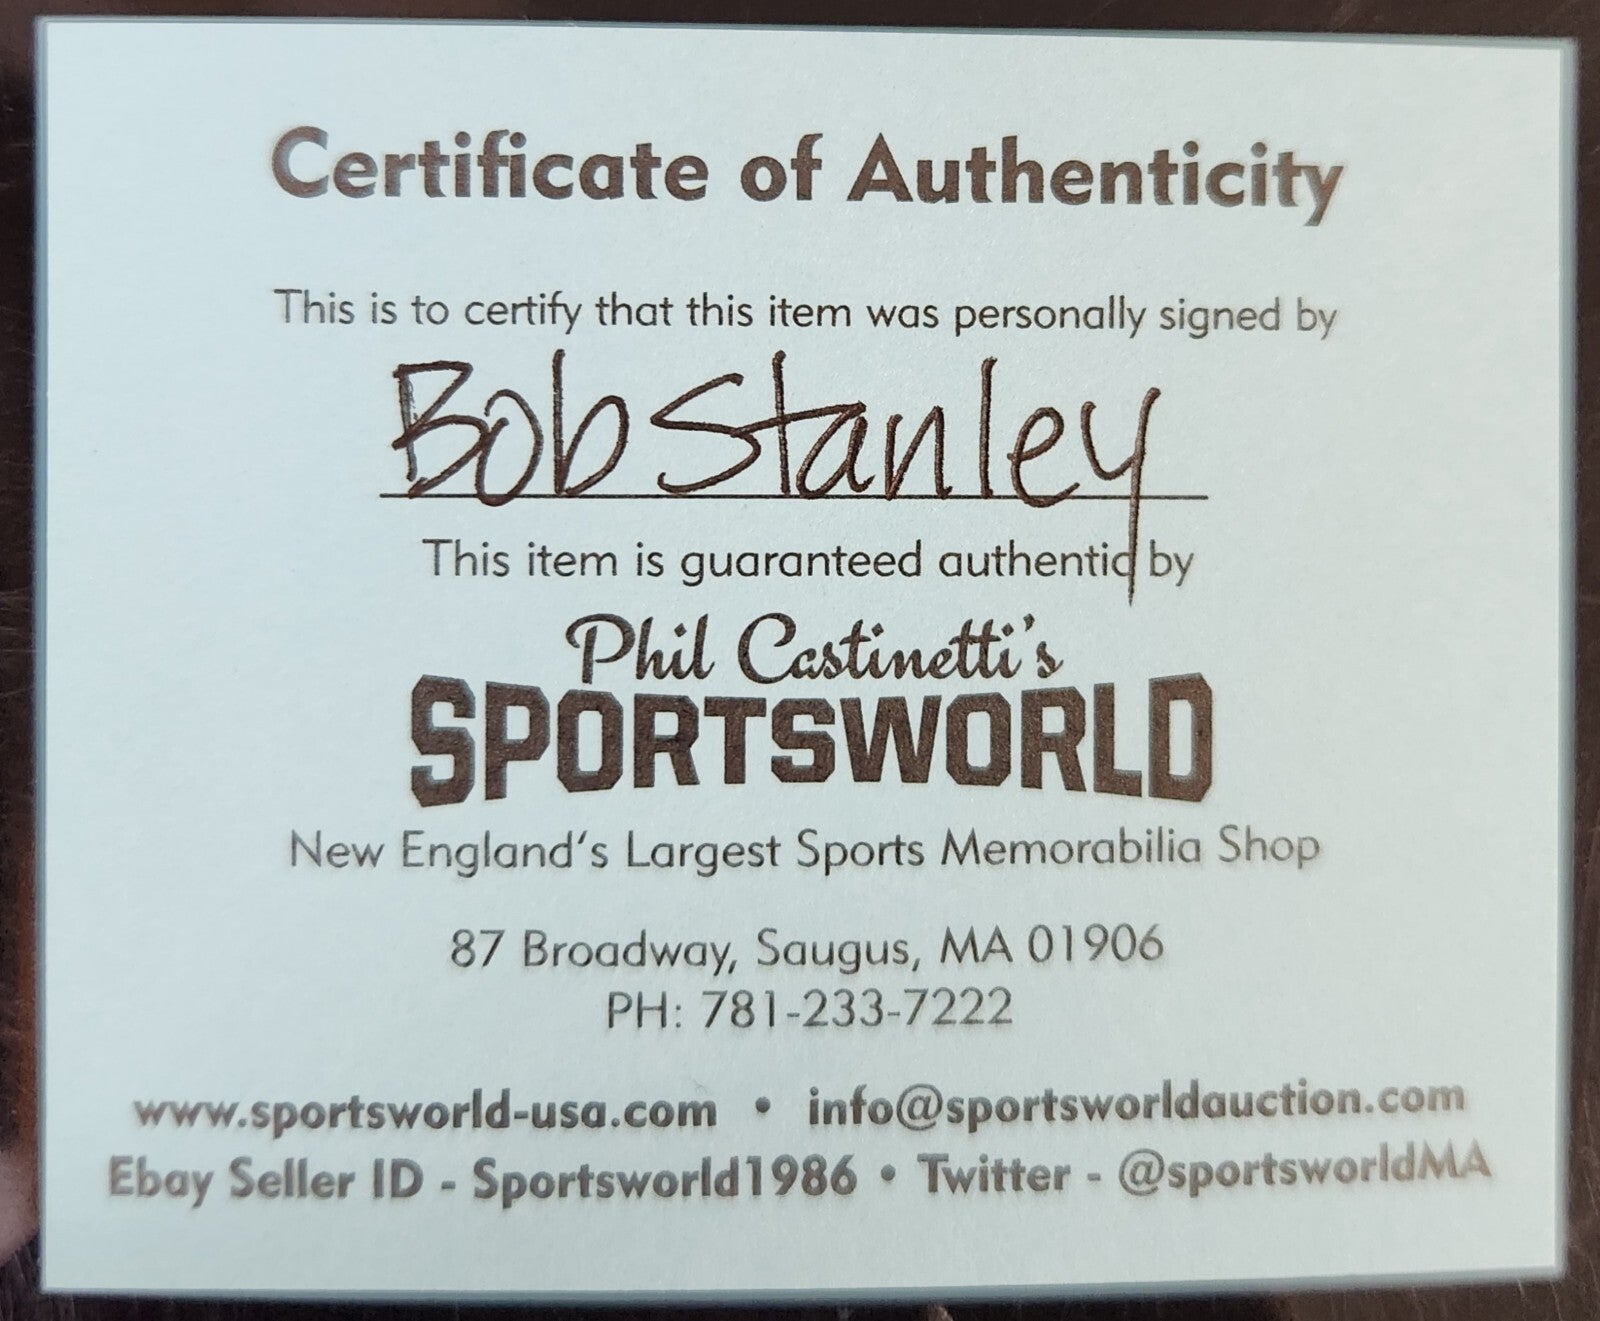 Certificate of Authenticity
This is to certify that this item was personally signed by
Bob Stanley
This item is guaranteed authentic by
Phil Castinetti's
SPORTSWORLD
New England's Largest Sports Memorabilia Shop
87 Broadway, Saugus, MA 01906
PH: 781-233-7222
www.sportsworld-usa.com • info@sportsworldauction.com
Ebay Seller ID - Sportsworld1986 • Twitter - @sportsworldMA